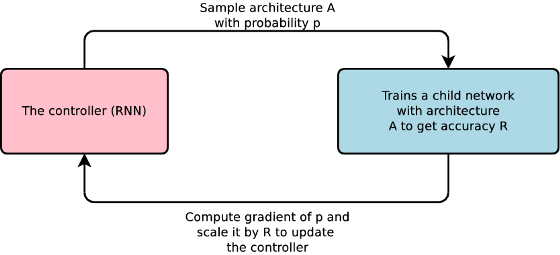 Sample architecture A
with probability p
The controller (RNN)
Trains a child network
with architecture
A to get accuracy R
Compute gradient of p and
scale it by R to update
the controller